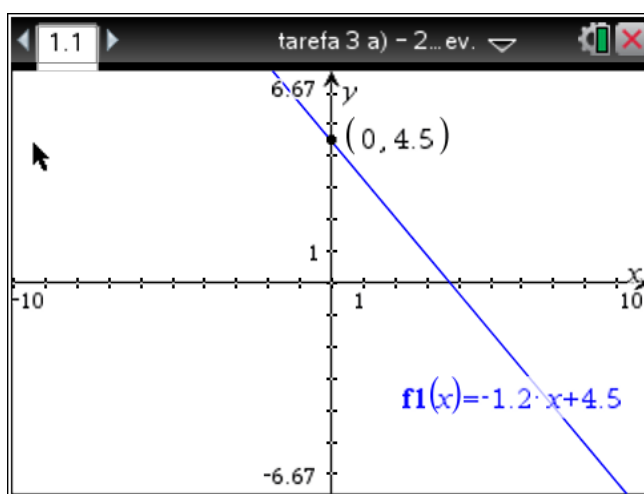 1.1 tarefa 3 a) – 2...ev.
6.67 y
(0, 4.5)
1
x
-10 1 10
f1(x)=-1.2·x+4.5
-6.67